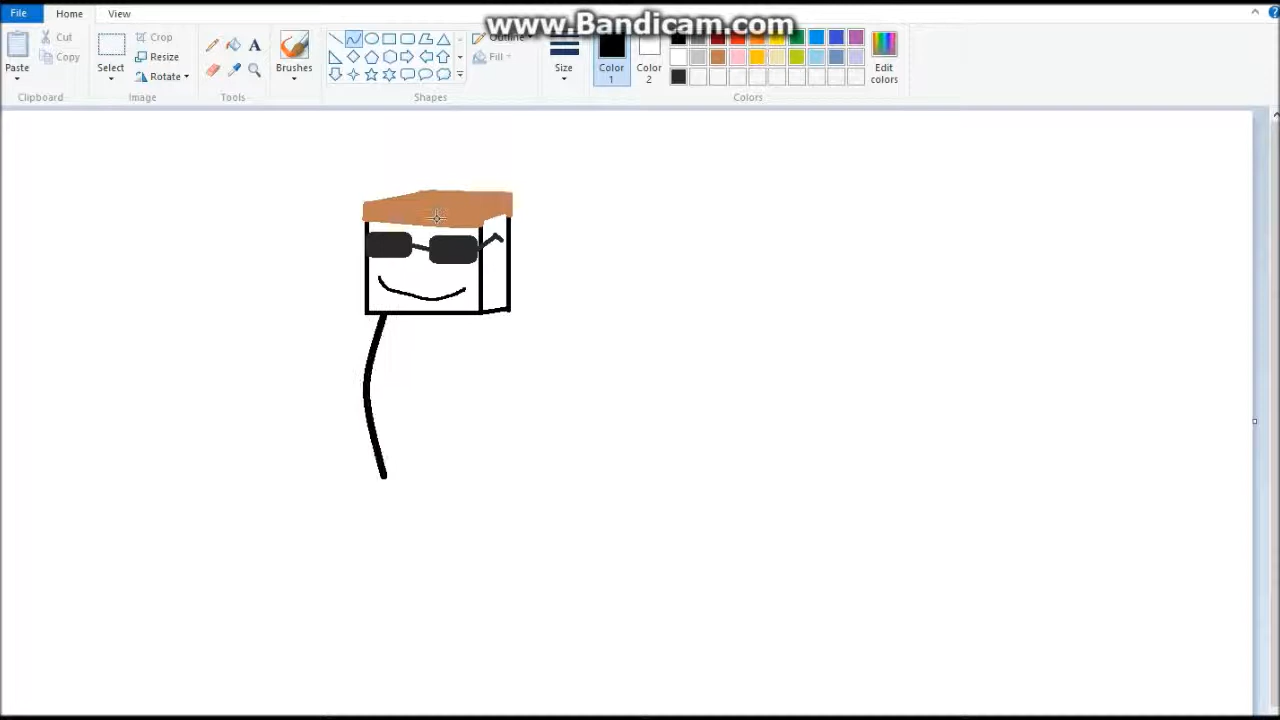 www.Bandicam.com
File Home View
Paste Cut Copy Clipboard
Select Crop Resize Rotate Image
Tools
Brushes
Outline Fill Shapes
Size
Color 1 Color 2
Edit colors Colors